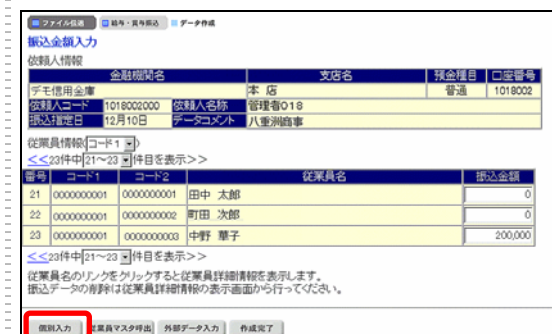 ファイル伝送 給与・賞与振込 データ作成
振込金額入力
依頼人情報
金融機関名 支店名 預金種目 口座番号
デモ信用金庫 本 店 普通 1018002
依頼人コード 1018002000 依頼人名称 管理者018
振込指定日 12月10日 データコメント 八重洲商事
従業員情報(コード1)
<<23件中21~23件目を表示>>
番号 コード1 コード2 従業員名 振込金額
21 0000000001 0000000001 田中 太郎 0
22 0000000001 0000000002 町田 次郎 0
23 0000000001 0000000003 中野 華子 200,000
<<23件中21~23件目を表示>>
従業員名のリンクをクリックすると従業員詳細情報を表示します。
振込データの削除は従業員詳細情報の表示画面から行ってください。
個別入力 従業員マスタ呼出 外部データ入力 作成完了